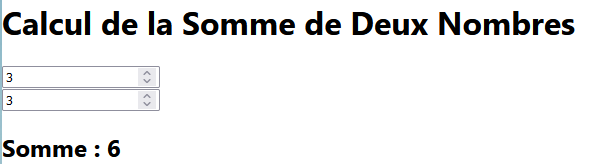 Calcul de la Somme de Deux Nombres
3
3
Somme : 6